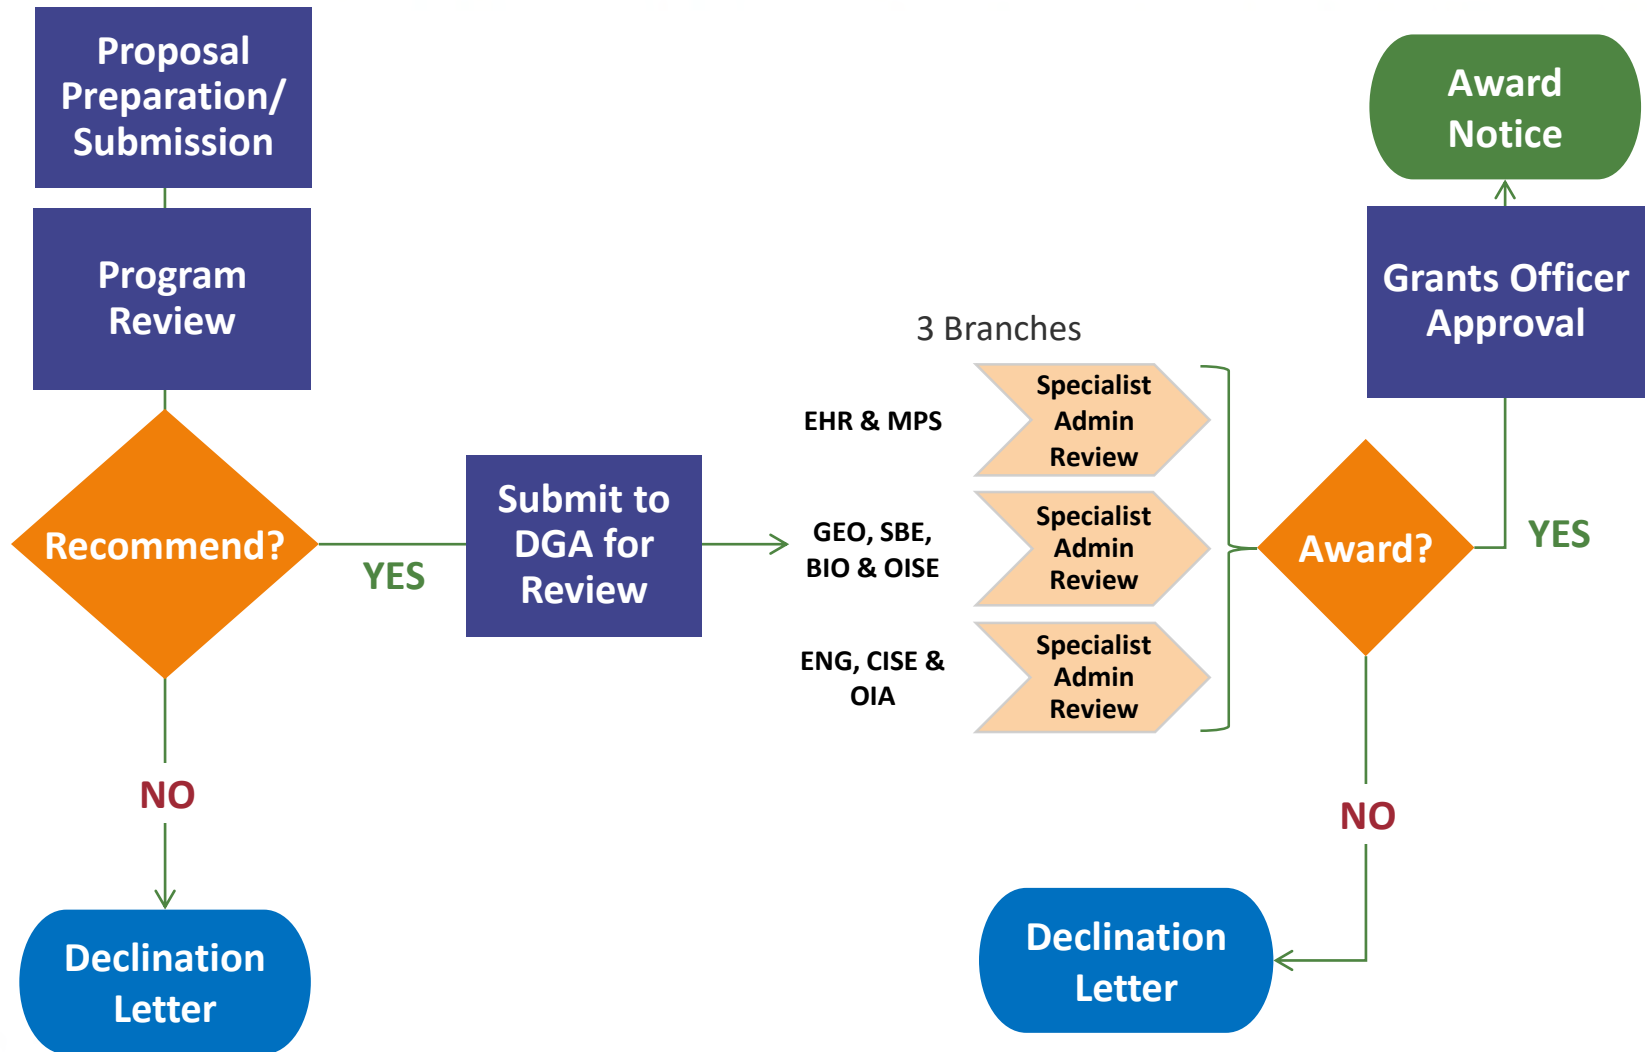 Proposal
Preparation/
Submission
Program
Review
Recommend?
YES
NO
Declination
Letter
Submit to
DGA for
Review
3 Branches
EHR & MPS
Specialist
Admin
Review
GEO, SBE,
BIO & OISE
Specialist
Admin
Review
ENG, CISE &
OIA
Specialist
Admin
Review
Award?
YES
NO
Declination
Letter
Grants Officer
Approval
Award
Notice